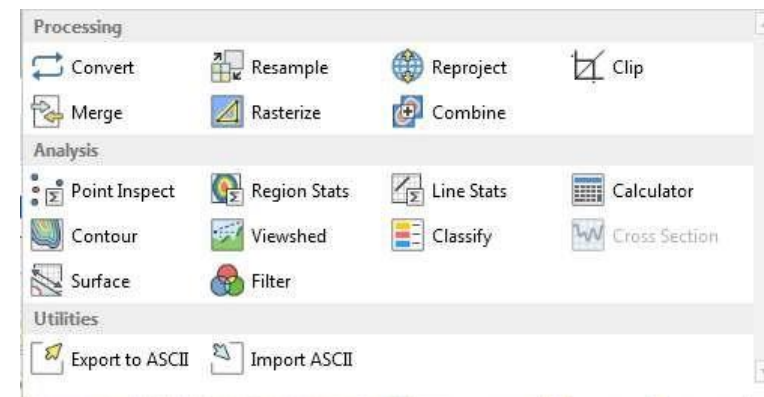 Processing
Convert Resample Reproject Clip
Merge Rasterize Combine
Analysis
Point Inspect Region Stats Line Stats Calculator
Contour Viewshed Classify Cross Section
Surface Filter
Utilities
Export to ASCII Import ASCII